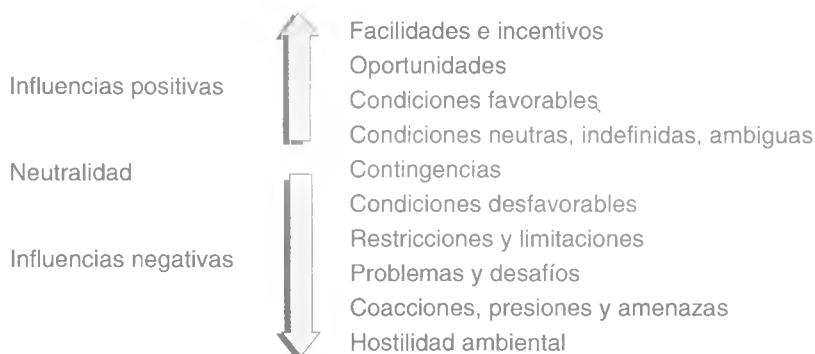 Facilidades e incentivos
Oportunidades
Influencias positivas
Condiciones favorables
Condiciones neutras, indefinidas, ambiguas
Neutralidad
Contingencias
Condiciones desfavorables
Restricciones y limitaciones
Influencias negativas
Problemas y desafíos
Coacciones, presiones y amenazas
Hostilidad ambiental